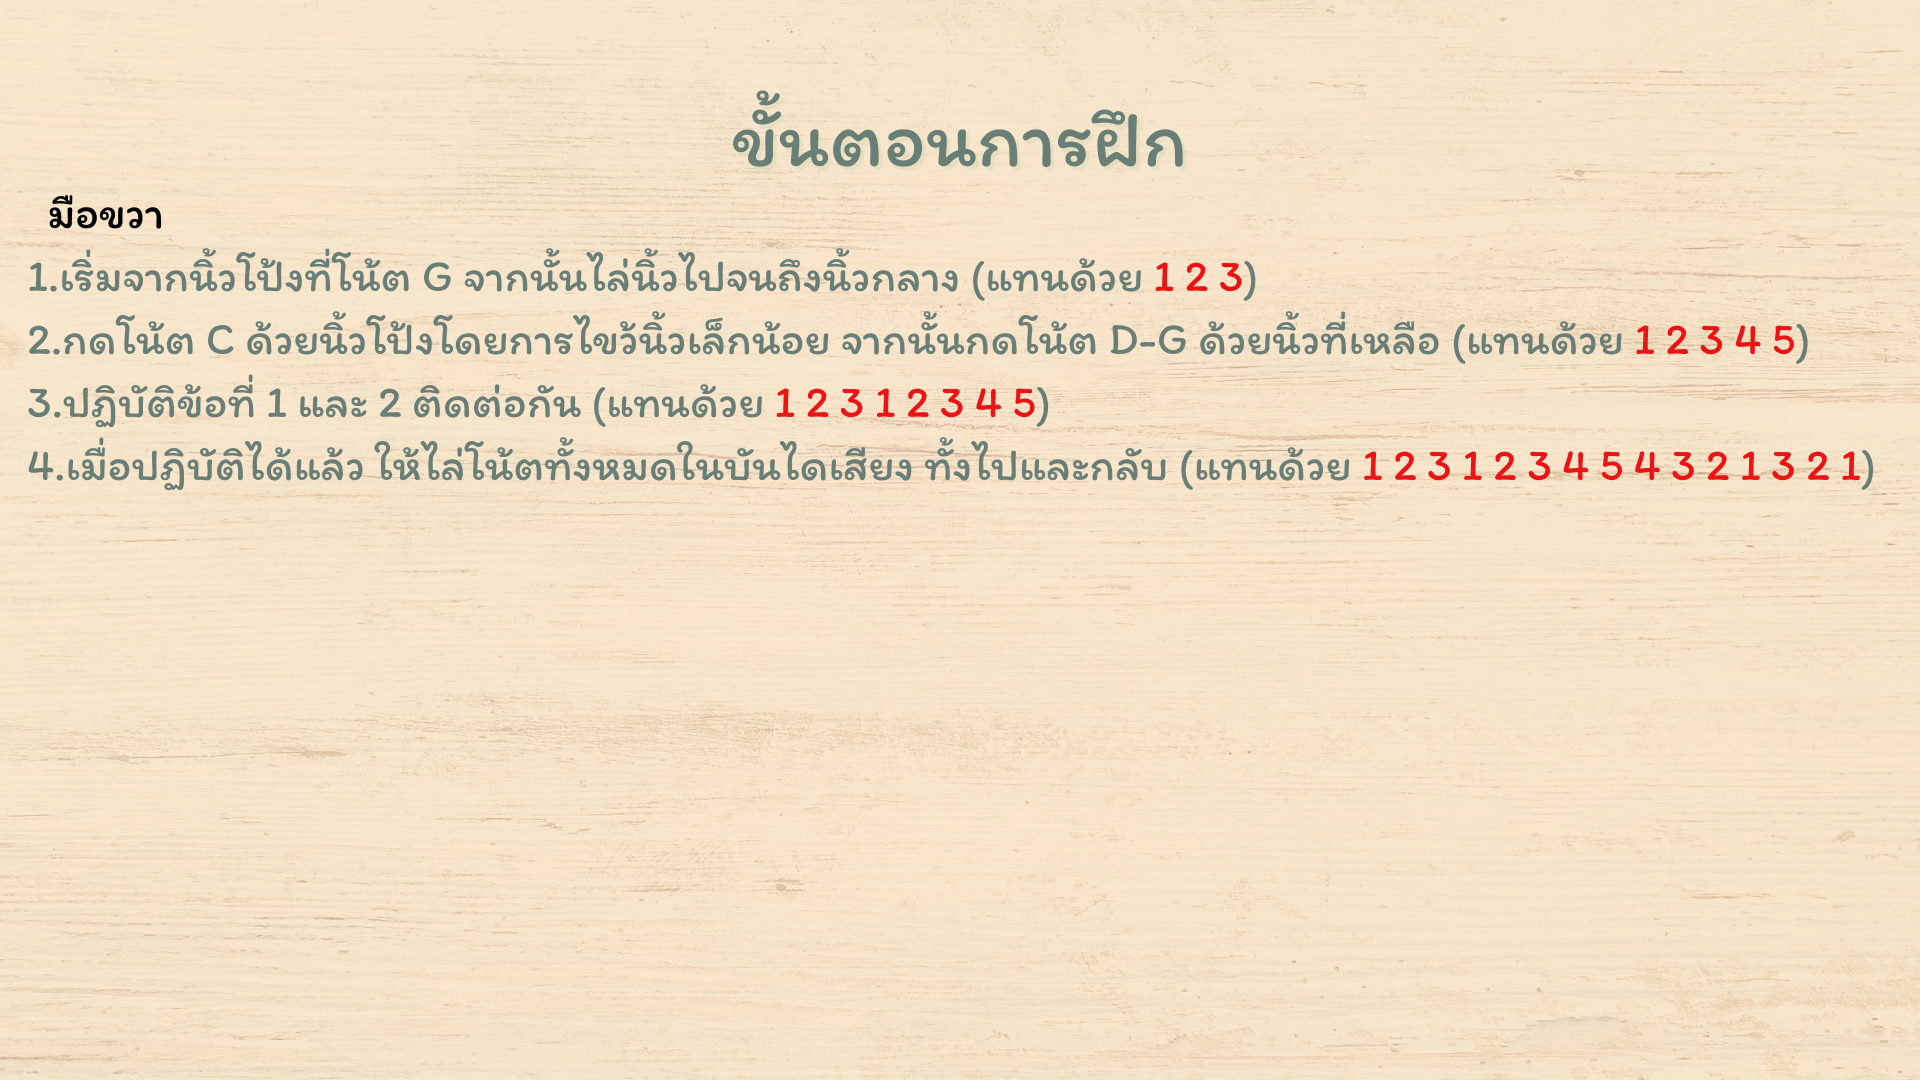 ขั้นตอนการฝึก
มือขวา
1.เริ่มจากนิ้วโป้งที่โน้ต G จากนั้นไล่นิ้วไปจนถึงนิ้วกลาง (แทนด้วย 1 2 3)
2.กดโน้ต C ด้วยนิ้วโป้งโดยการไขว้นิ้วเล็กน้อย จากนั้นกดโน้ต D-G ด้วยนิ้วที่เหลือ (แทนด้วย 1 2 3 4 5)
3.ปฏิบัติข้อที่ 1 และ 2 ติดต่อกัน (แทนด้วย 1 2 3 1 2 3 4 5)
4.เมื่อปฏิบัติได้แล้ว ให้ไล่โน้ตทั้งหมดในบันไดเสียง ทั้งไปและกลับ (แทนด้วย 1 2 3 1 2 3 4 5 4 3 2 1 3 2 1)